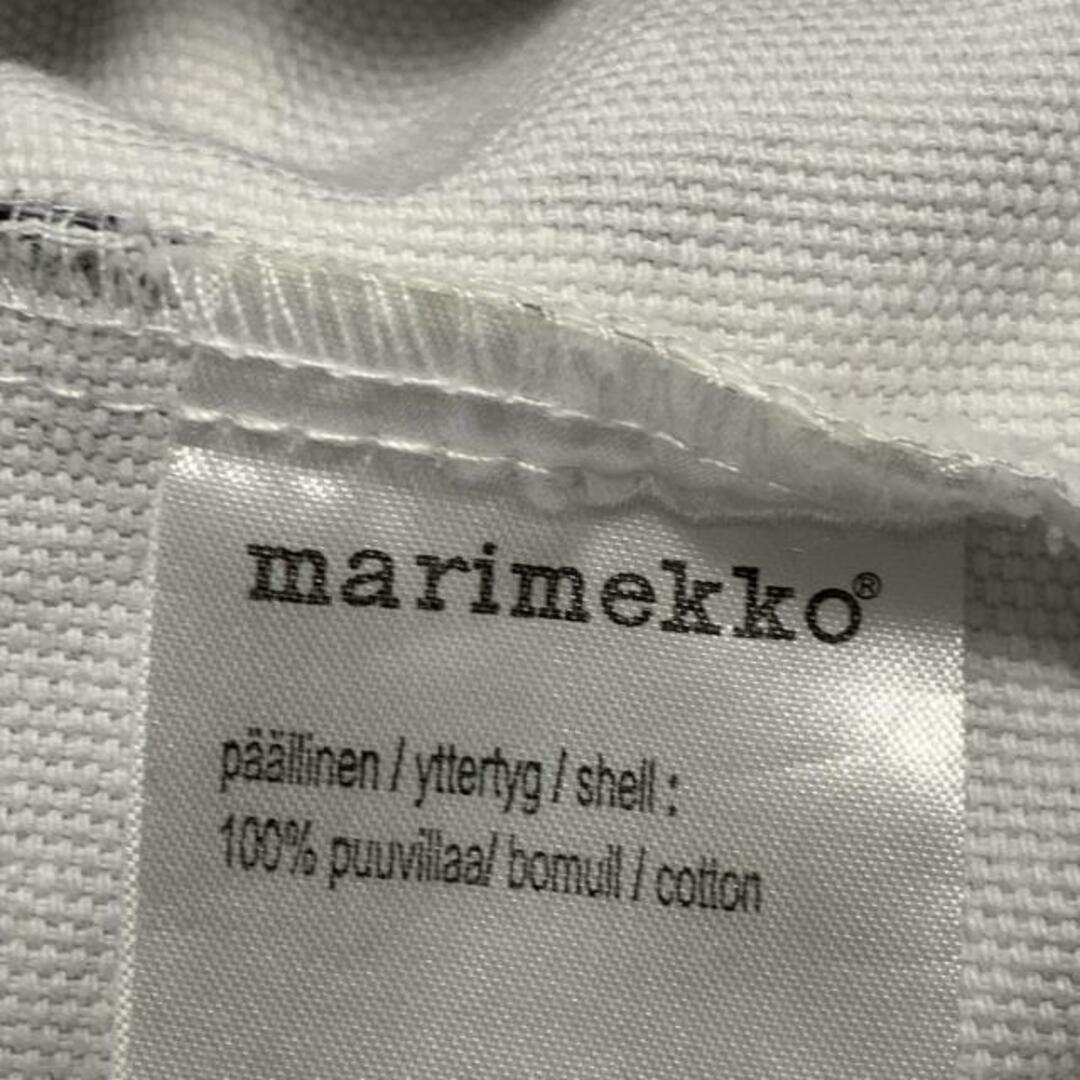 marimekko®
päällinen / yttertyg / shell :
100% puuvillaa/ bomull / cotton